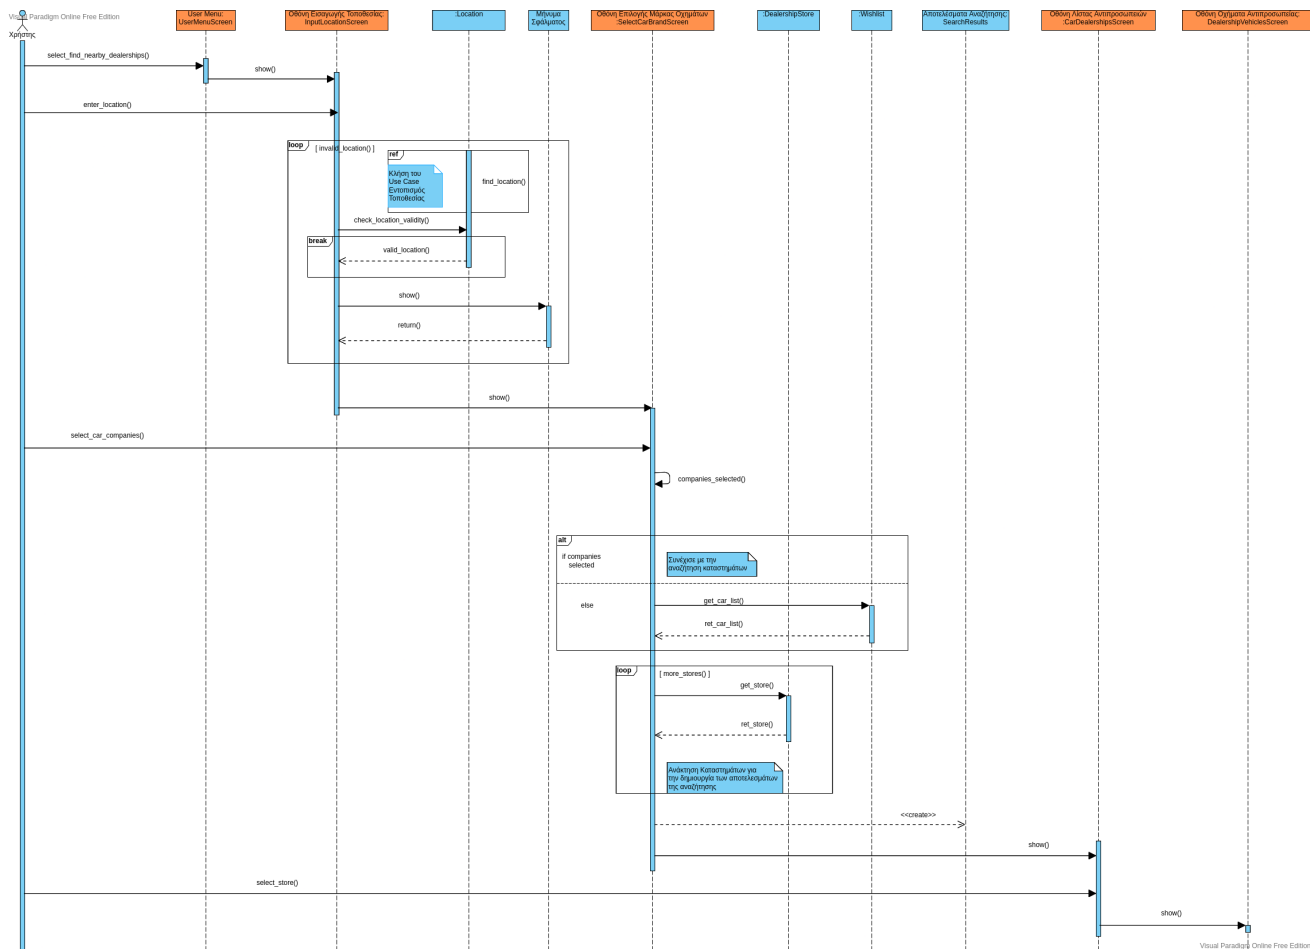 Visual Paradigm Online Free Edition
Χρήστης
User Menu:
UserMenuScreen
Οθόνη Εισαγωγής Τοποθεσίας:
InputLocationScreen
:Location
Μήνυμα
Σφάλματος
Οθόνη Επιλογής Μάρκας Οχημάτων
:SelectCarBrandScreen
:DealershipStore
:Wishlist
Αποτελέσματα Αναζήτησης:
SearchResults
Οθόνη Λίστας Αντιπροσωπειών
:CarDealershipsScreen
Οθόνη Οχήματα Αντιπροσωπείας:
DealershipVehiclesScreen
select_find_nearby_dealerships()
show()
enter_location()
loop
[ invalid_location() ]
ref
Κλήση του
Use Case
Εντοπισμός
Τοποθεσίας
find_location()
check_location_validity()
break
valid_location()
show()
return()
show()
select_car_companies()
companies_selected()
alt
if companies
selected
Συνέχισε με την
αναζήτηση καταστημάτων
else
get_car_list()
ret_car_list()
loop
[ more_stores() ]
get_store()
ret_store()
Ανάκτηση Καταστημάτων για
την δημιουργία των αποτελεσμάτων
της αναζήτησης
<<create>>
show()
select_store()
show()
Visual Paradigm Online Free Edition